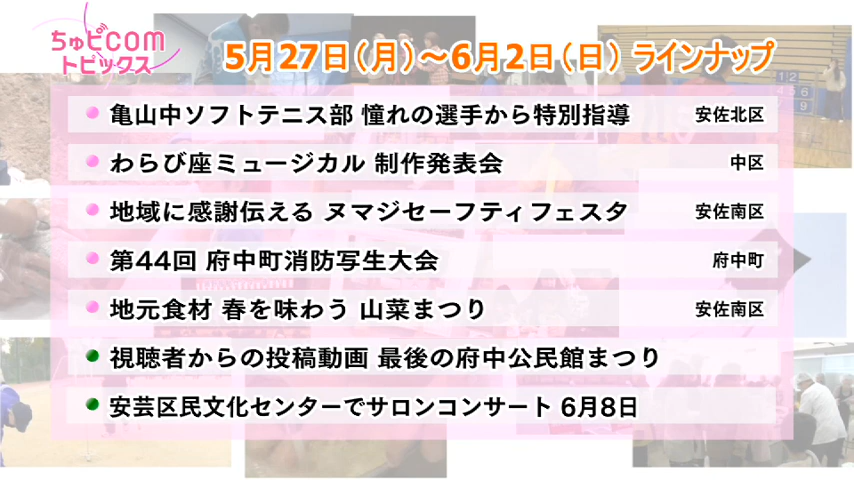 ちゅピCOM
トピックス
5月27日(月)～6月2日(日) ラインナップ
亀山中ソフトテニス部 憧れの選手から特別指導 安佐北区
わらび座ミュージカル 制作発表会 中区
地域に感謝伝える ヌマジセーフティフェスタ 安佐南区
第44回 府中町消防写生大会 府中町
地元食材 春を味わう 山菜まつり 安佐南区
視聴者からの投稿動画 最後の府中公民館まつり
安芸区民文化センターでサロンコンサート 6月8日